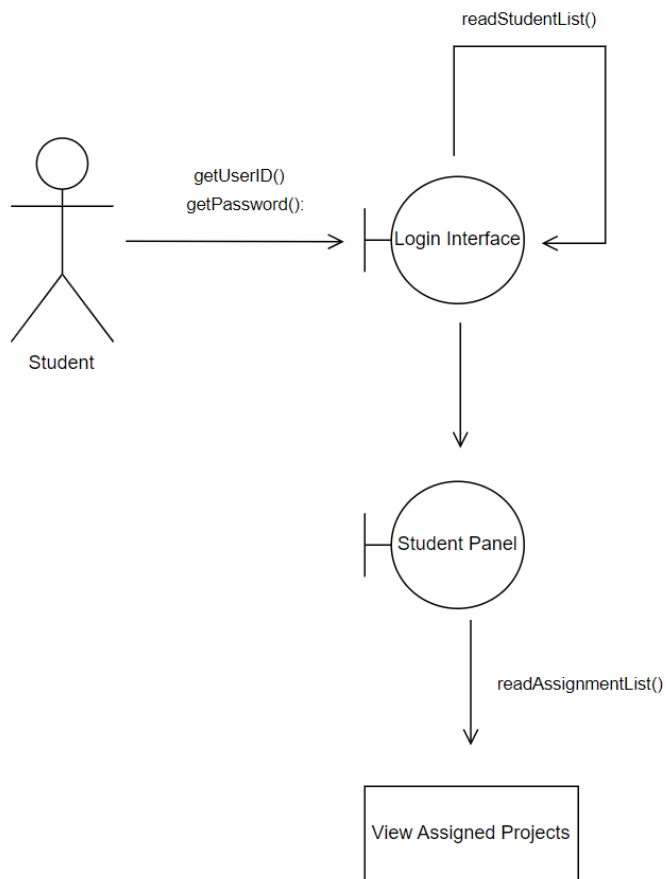 readStudentList()
getUserID()
getPassword():
Login Interface
Student
Student Panel
readAssignmentList()
View Assigned Projects